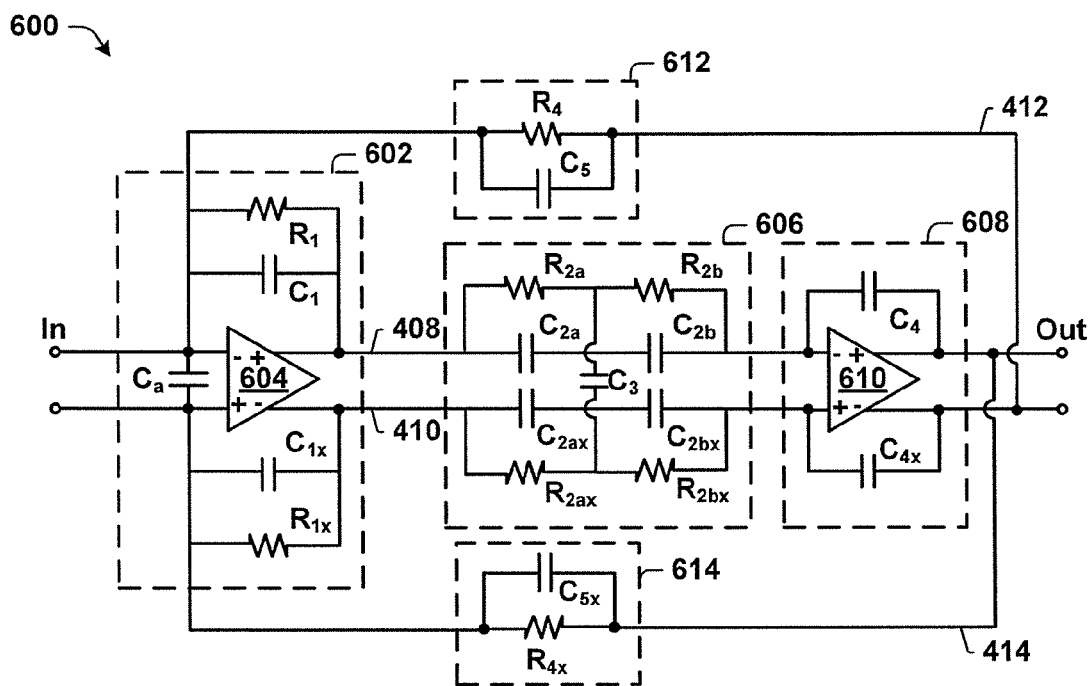 600
612
R4
412
C5
602
R1
606
608
C1
R2a
R2b
C4
In
408
C2a
C2b
Out
- +
- +
Ca
604
C3
610
+ -
+ -
410
C2ax
C2bx
C1x
C4x
R1x
R2ax
R2bx
614
C5x
R4x
414